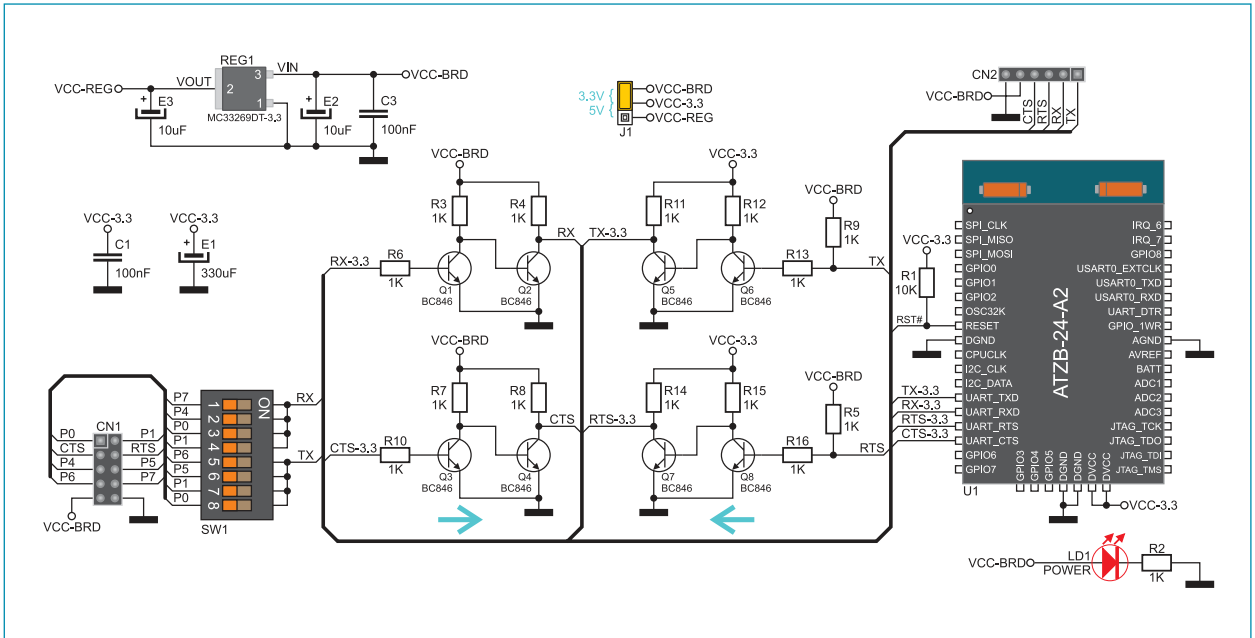 REG1
VCC-REG
VOUT
2
3
1
VIN
VCC-BRD
MC33269DT-3,3
+
E3
10uF
+
E2
10uF
C3
100nF
3.3V
5V
VCC-BRD
VCC-3.3
VCC-REG
J1
CN2
VCC-BRD
CTS
RTS
RX
TX
VCC-3.3
C1
100nF
VCC-3.3
+
E1
330uF
VCC-BRD
R3
1K
R4
1K
RX
RX-3.3
R6
1K
Q1
BC846
Q2
BC846
VCC-3.3
R11
1K
R12
1K
TX-3.3
VCC-BRD
R9
1K
R13
1K
TX
Q5
BC846
Q6
BC846
VCC-BRD
R7
1K
R8
1K
CTS
CTS-3.3
R10
1K
Q3
BC846
Q4
BC846
VCC-3.3
R14
1K
R15
1K
RTS-3.3
VCC-BRD
R5
1K
R16
1K
RTS
Q7
BC846
Q8
BC846
CN1
P0
CTS
P4
P6
P1
RTS
P5
P7
VCC-BRD
P7
P4
P0
P1
P6
P5
P1
P0
1
2
3
4
5
6
7
8
ON
SW1
RX
TX
VCC-3.3
R1
10K
RST#
TX-3.3
RX-3.3
RTS-3.3
CTS-3.3
SPI_CLK
SPI_MISO
SPI_MOSI
GPIO0
GPIO1
GPIO2
OSC32K
RESET
DGND
CPUCLK
I2C_CLK
I2C_DATA
UART_TXD
UART_RXD
UART_RTS
UART_CTS
GPIO6
GPIO7
ATZB-24-A2
IRQ_6
IRQ_7
GPIO8
USART0_EXTCLK
USART0_TXD
USART0_RXD
UART_DTR
GPIO_1WR
AGND
AVREF
BATT
ADC1
ADC2
ADC3
JTAG_TCK
JTAG_TDO
JTAG_TDI
JTAG_TMS
GPIO3
GPIO4
GPIO5
DGND
DGND
DVCC
DVCC
U1
VCC-3.3
VCC-BRD
LD1
POWER
R2
1K